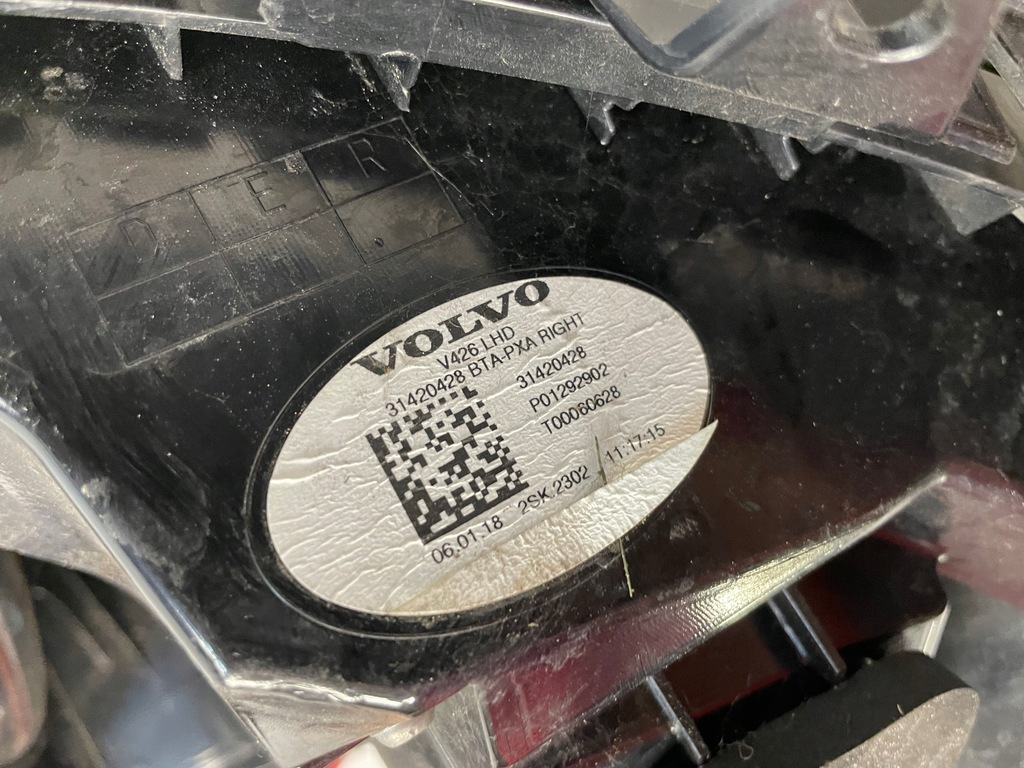 D E R
VOLVO
V426 LHD
31420428 BTA-PXA RIGHT
31420428
P01292902
T00060628
06.01.18 2SK.2302 11:17:15